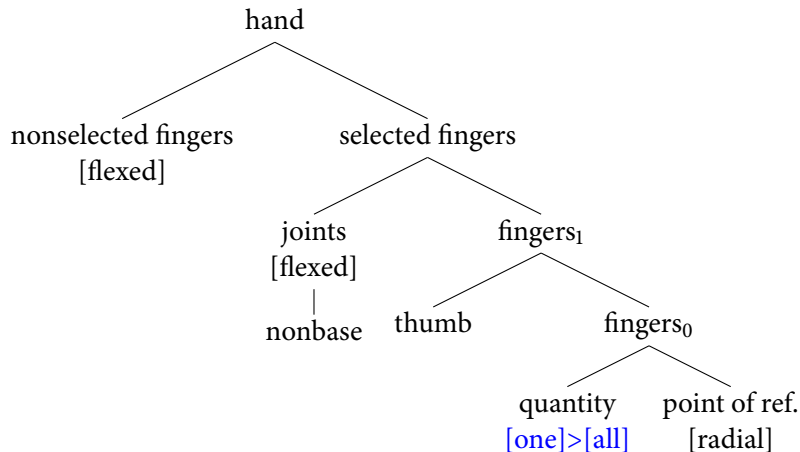 hand
nonselected fingers selected fingers
[flexed]
joints fingers₁
[flexed]
nonbase thumb fingers₀
quantity point of ref.
[one]>[all] [radial]